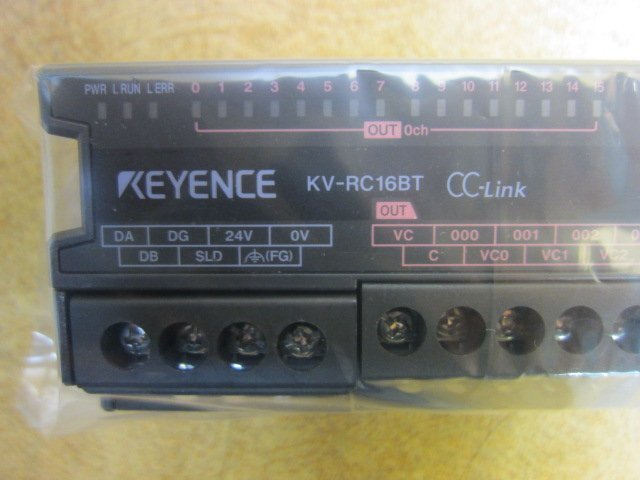 PWR L RUN L ERR 0 1 2 3 4 5 6 7 8 9 10 11 12 13 14 15
OUT 0ch
KEYENCE KV-RC16BT CC-Link
OUT
DA DG 24V 0V VC 000 001 002
DB SLD (FG) C VC0 VC1 VC2